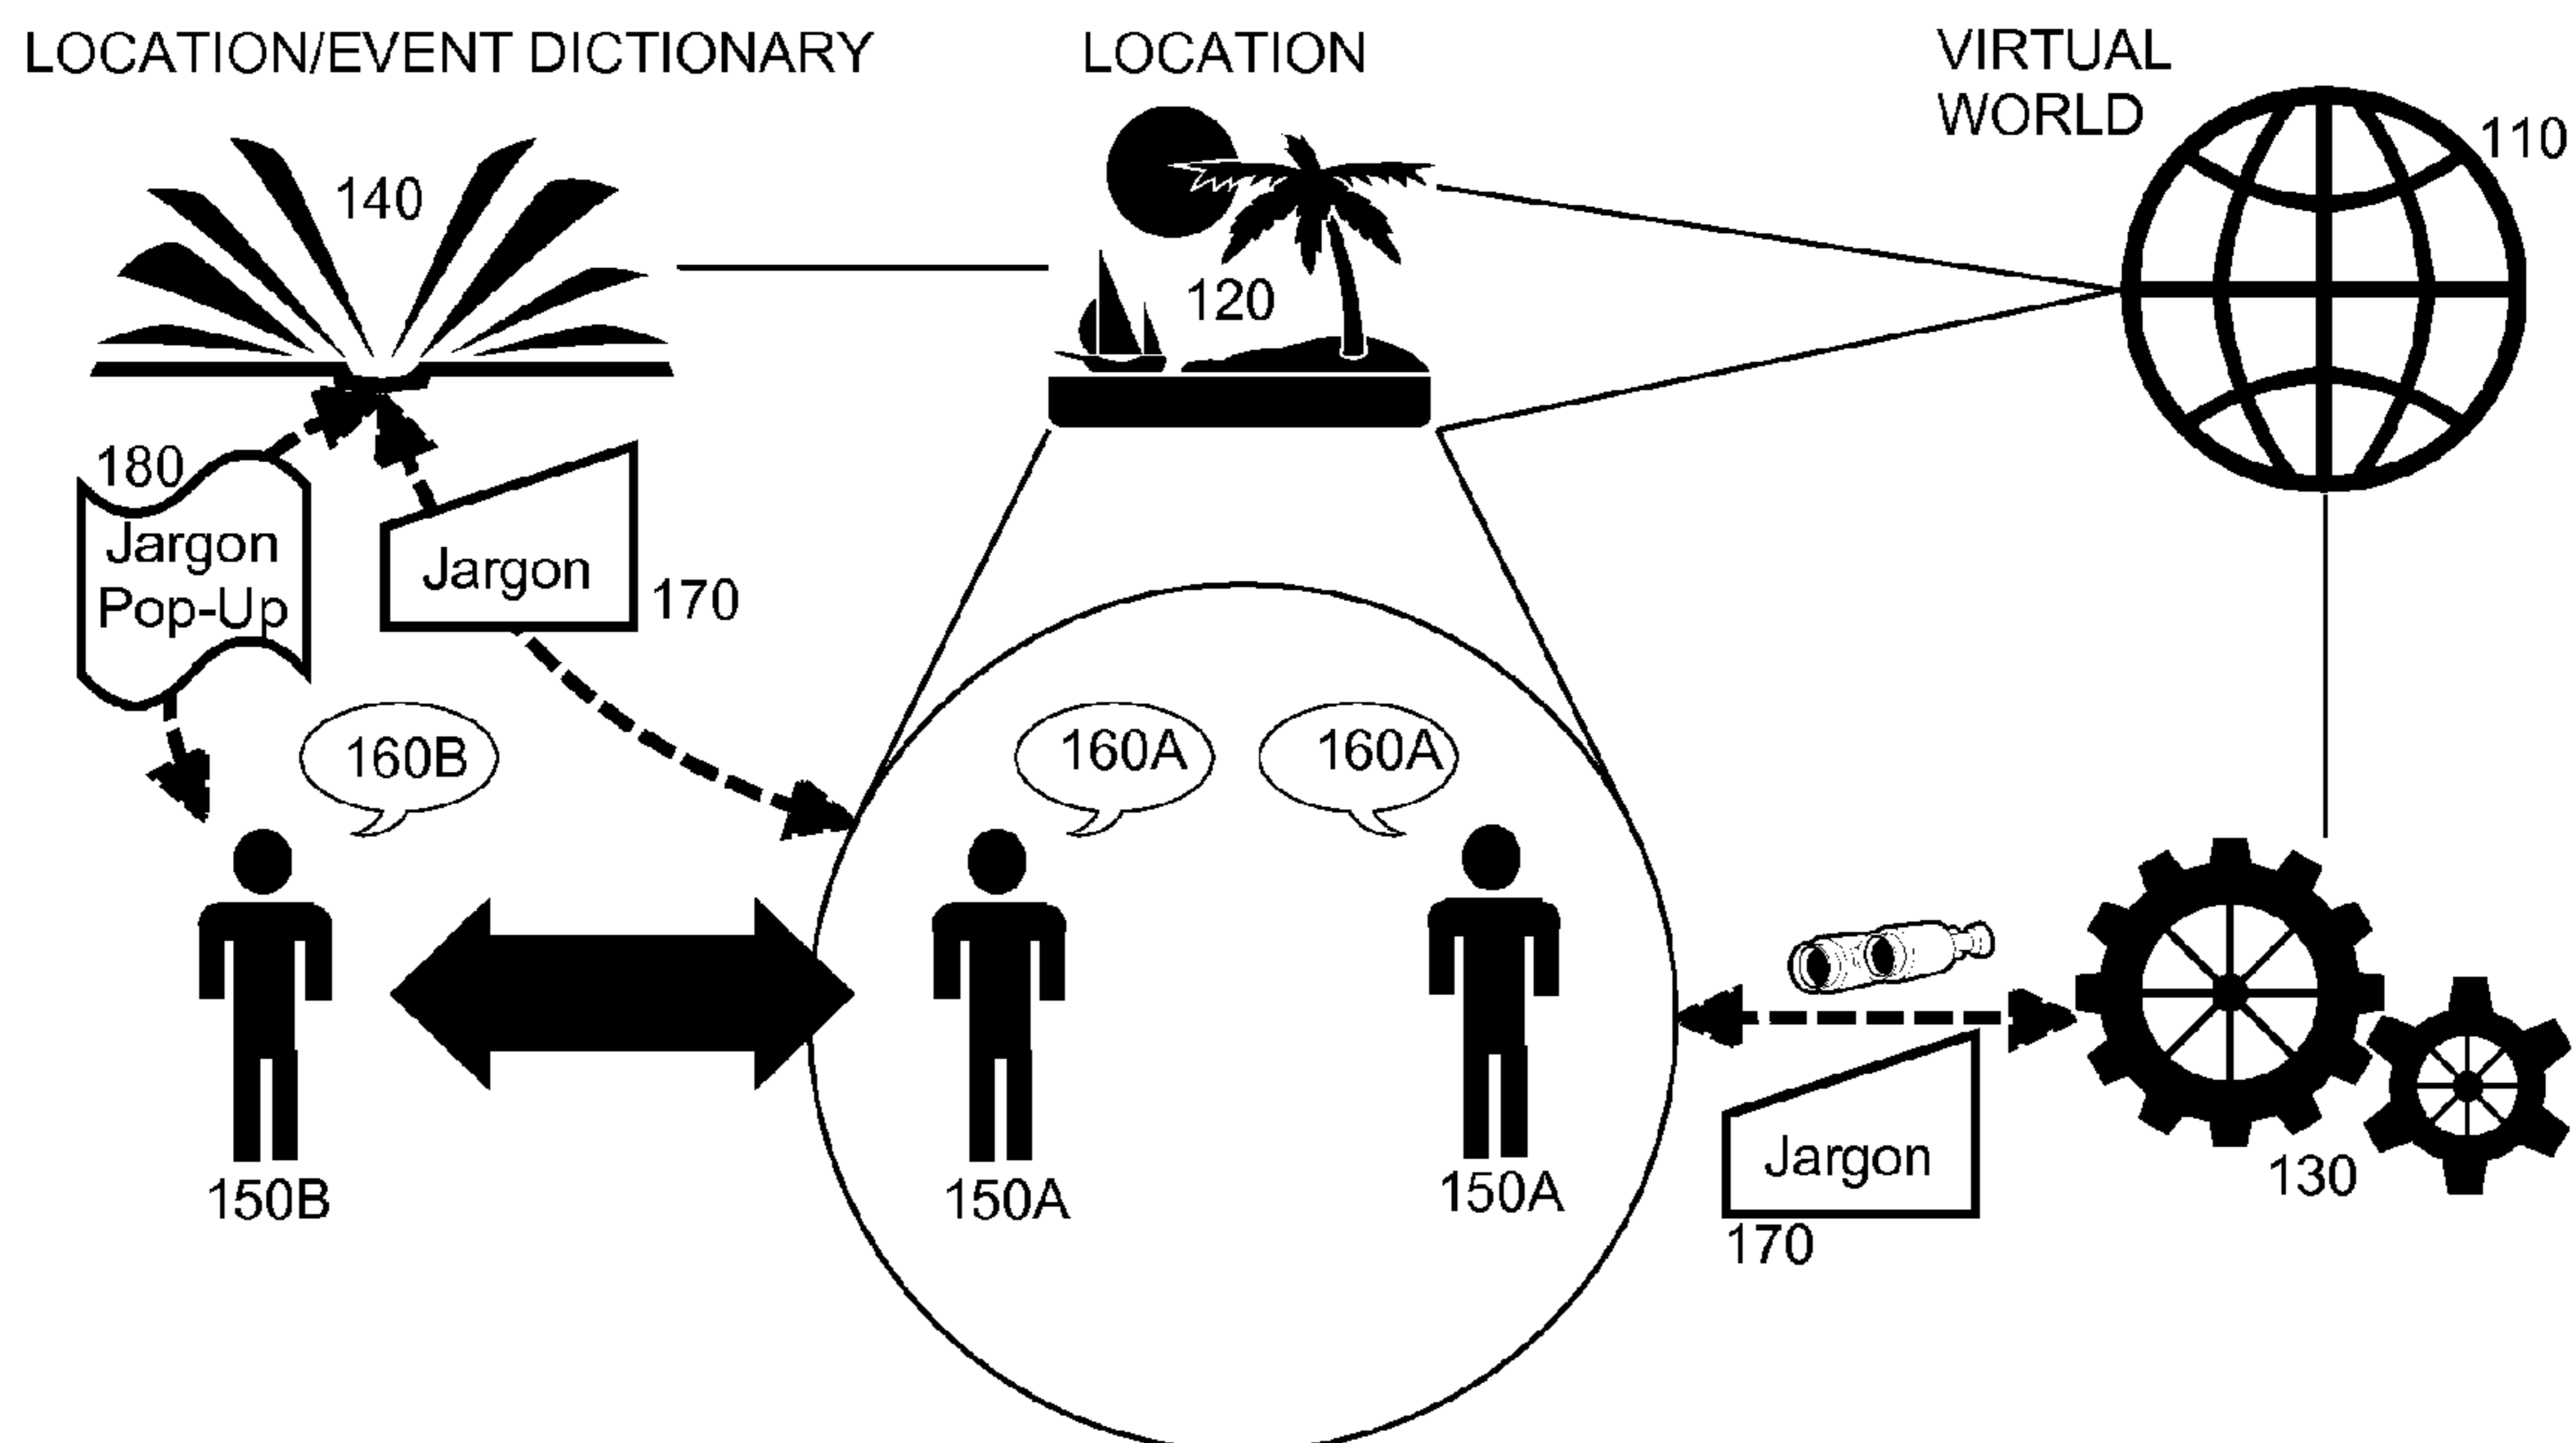 LOCATION/EVENT DICTIONARY
LOCATION
VIRTUAL
WORLD
110
140
120
180
Jargon
Pop-Up
Jargon
170
160B
160A
160A
150B
150A
150A
Jargon
170
130